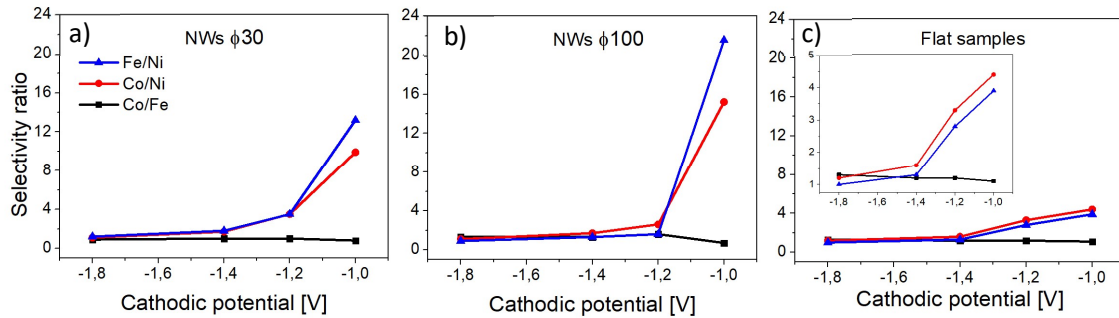 a)
NWs ϕ30
Fe/Ni
Co/Ni
Co/Fe
Selectivity ratio
24
20
16
12
8
4
0
-1,8 -1,6 -1,4 -1,2 -1,0
Cathodic potential [V]
b)
NWs ϕ100
24
20
16
12
8
4
0
-1,8 -1,6 -1,4 -1,2 -1,0
Cathodic potential [V]
c)
Flat samples
24
20
16
12
8
4
0
5
4
3
2
1
-1,8 -1,6 -1,4 -1,2 -1,0
-1,8 -1,6 -1,4 -1,2 -1,0
Cathodic potential [V]